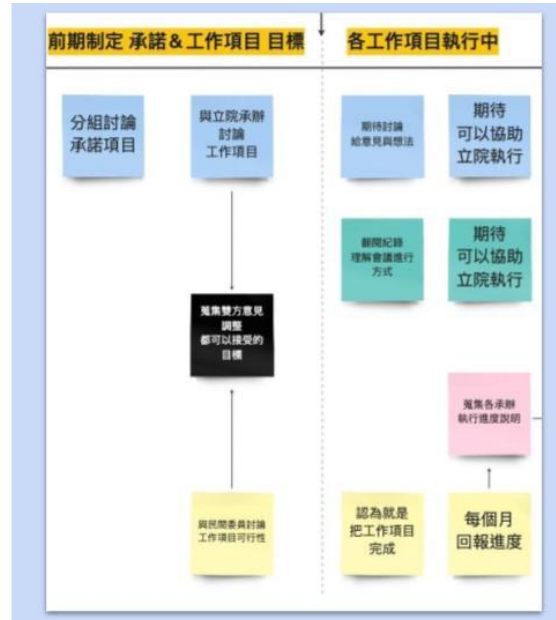 前期制定 承諾&工作項目 目標
各工作項目執行中
分組討論
承諾項目
與立院承辦
討論
工作項目
期待討論
給意見與想法
期待
可以協助
立院執行
翻閱紀錄
理解會議進行
方式
期待
可以協助
立院執行
蒐集雙方意見
調整
都可以接受的
目標
蒐集各承辦
執行進度說明
與民間委員討論
工作項目可行性
認為就是
把工作項目
完成
每個月
回報進度